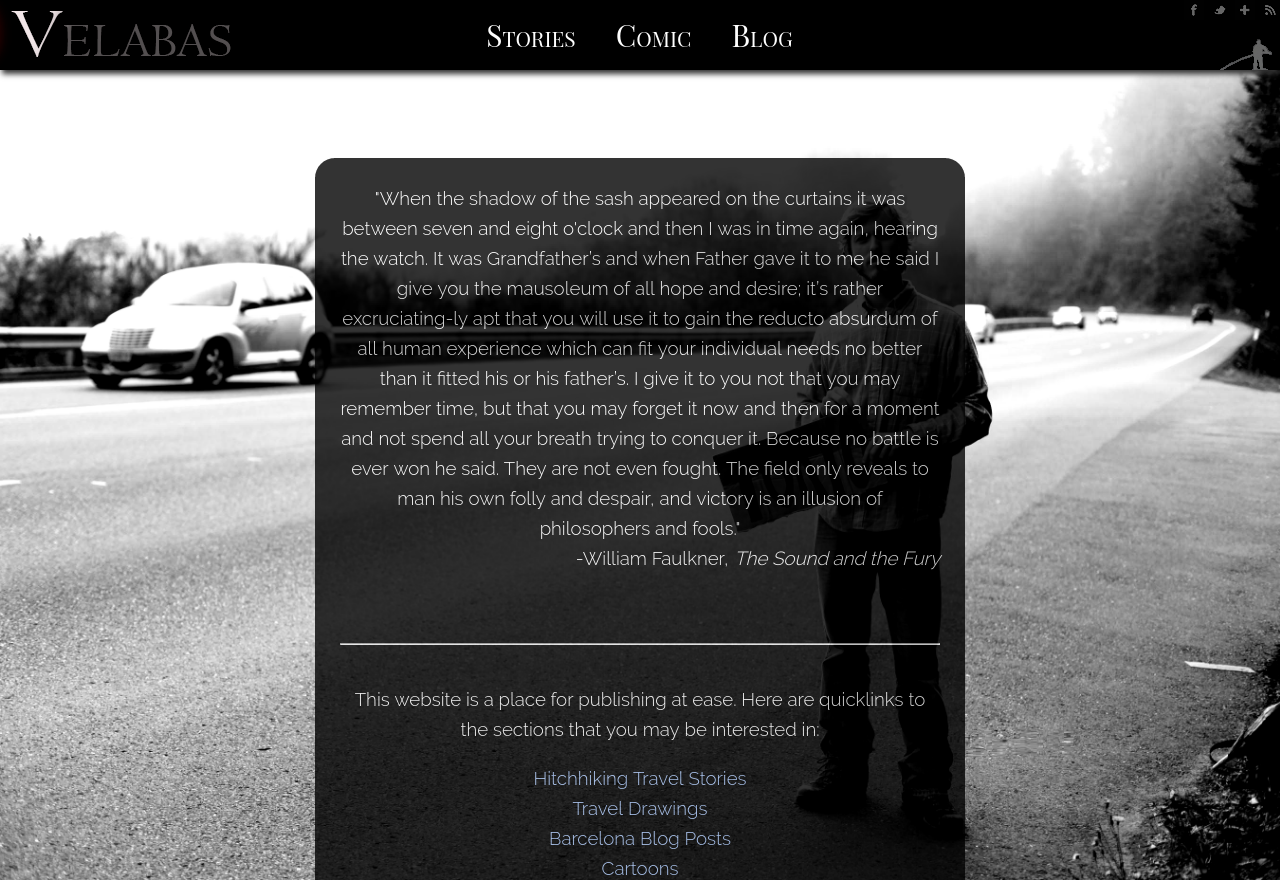 VELABAS
Stories Comic Blog
"When the shadow of the sash appeared on the curtains it was
between seven and eight o'clock and then I was in time again, hearing
the watch. It was Grandfather's and when Father gave it to me he said I
give you the mausoleum of all hope and desire; it's rather
excruciating-ly apt that you will use it to gain the reducto absurdum of
all human experience which can fit your individual needs no better
than it fitted his or his father's. I give it to you not that you may
remember time, but that you may forget it now and then for a moment
and not spend all your breath trying to conquer it. Because no battle is
ever won he said. They are not even fought. The field only reveals to
man his own folly and despair, and victory is an illusion of
philosophers and fools."
-William Faulkner, The Sound and the Fury
This website is a place for publishing at ease. Here are quicklinks to
the sections that you may be interested in:
Hitchhiking Travel Stories
Travel Drawings
Barcelona Blog Posts
Cartoons